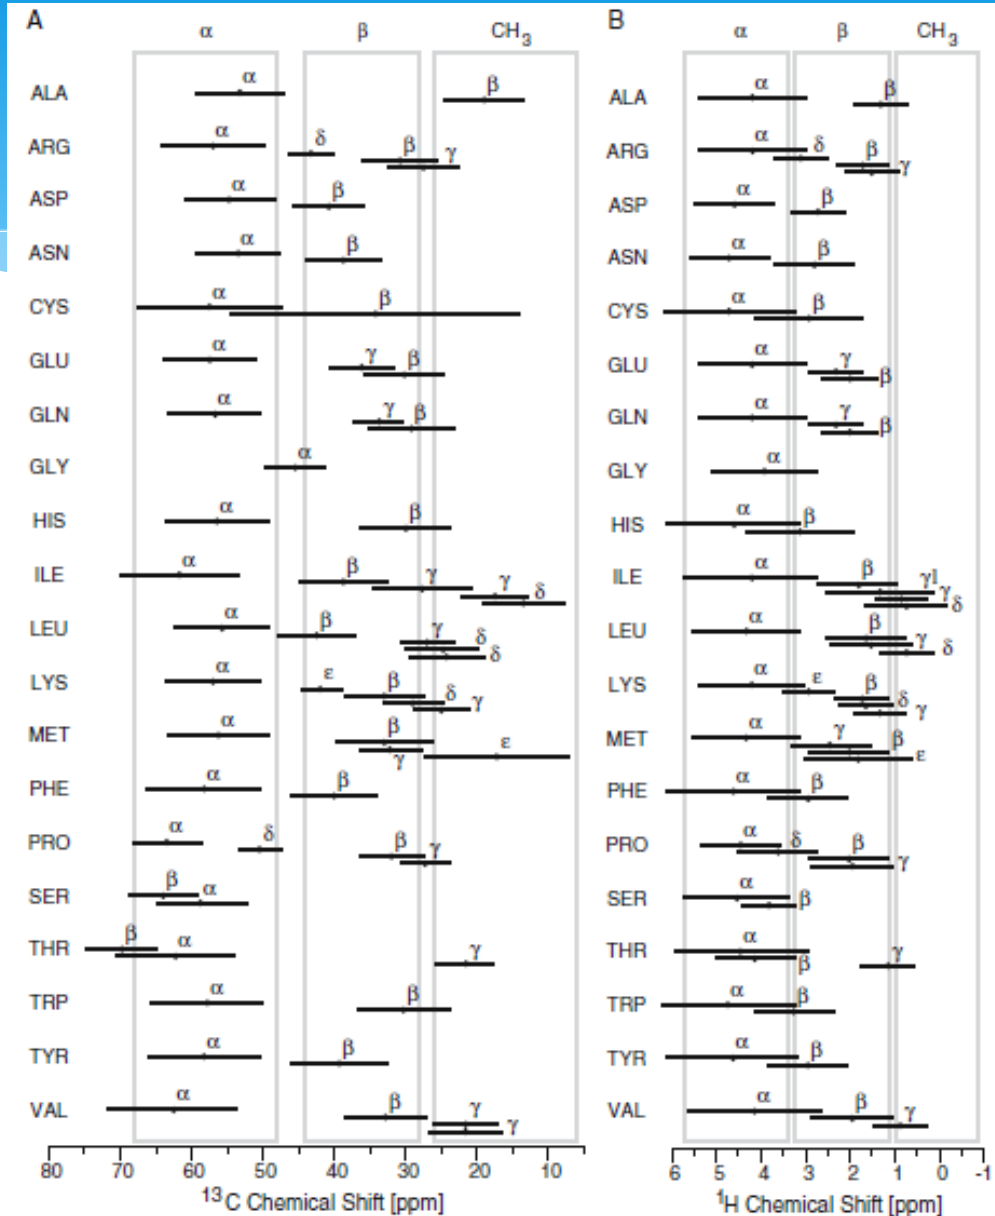 A B
α β CH3 α β CH3
ALA α β ALA α β
ARG α δ β γ ARG α δ β γ
ASP α β ASP α β
ASN α β ASN α β
CYS α β CYS α β
GLU α γ β GLU α γ β
GLN α γ β GLN α γ β
GLY α GLY α
HIS α β HIS α β
ILE α β γ γ δ ILE α β γ1 γ δ
LEU α β γ δ δ LEU α β γ δ
LYS α ε β δ γ LYS α ε β δ γ
MET α β γ ε MET α γ β ε
PHE α β PHE α β
PRO α δ β γ PRO α δ β γ
SER β α SER α β
THR β α γ THR α β γ
TRP α β TRP α β
TYR α β TYR α β
VAL α β γ γ VAL α β γ
80 70 60 50 40 30 20 10 6 5 4 3 2 1 0 -1
13C Chemical Shift [ppm] 1H Chemical Shift [ppm]